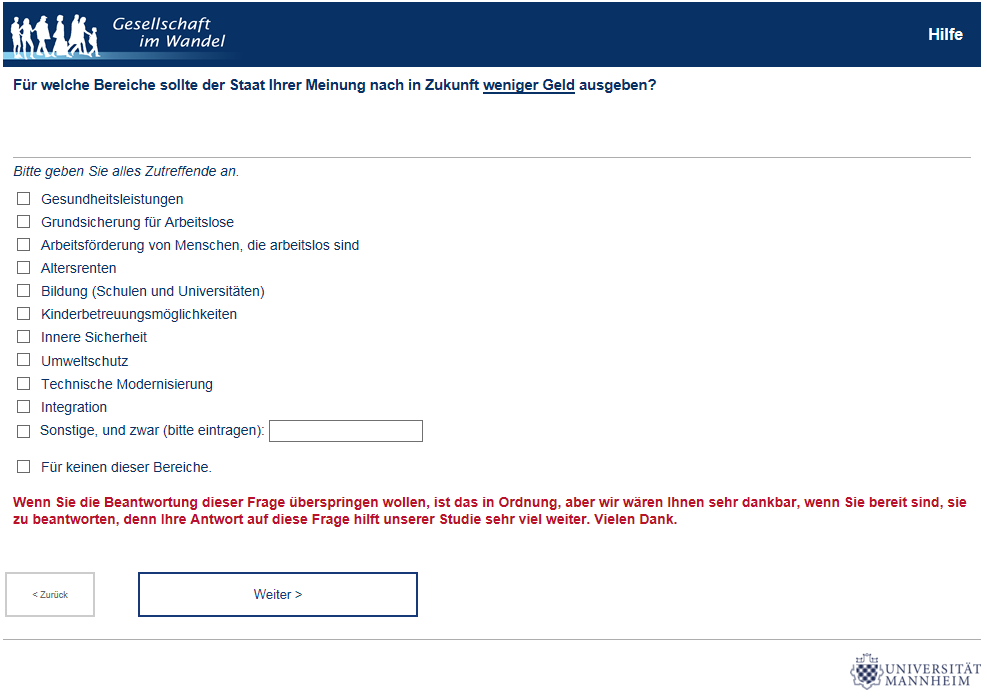 Gesellschaft
im Wandel
Hilfe
Für welche Bereiche sollte der Staat Ihrer Meinung nach in Zukunft weniger Geld ausgeben?
Bitte geben Sie alles Zutreffende an.
Gesundheitsleistungen
Grundsicherung für Arbeitslose
Arbeitsförderung von Menschen, die arbeitslos sind
Altersrenten
Bildung (Schulen und Universitäten)
Kinderbetreuungsmöglichkeiten
Innere Sicherheit
Umweltschutz
Technische Modernisierung
Integration
Sonstige, und zwar (bitte eintragen):
Für keinen dieser Bereiche.
Wenn Sie die Beantwortung dieser Frage überspringen wollen, ist das in Ordnung, aber wir wären Ihnen sehr dankbar, wenn Sie bereit sind, sie
zu beantworten, denn Ihre Antwort auf diese Frage hilft unserer Studie sehr viel weiter. Vielen Dank.
< Zurück
Weiter >
UNIVERSITÄT
MANNHEIM